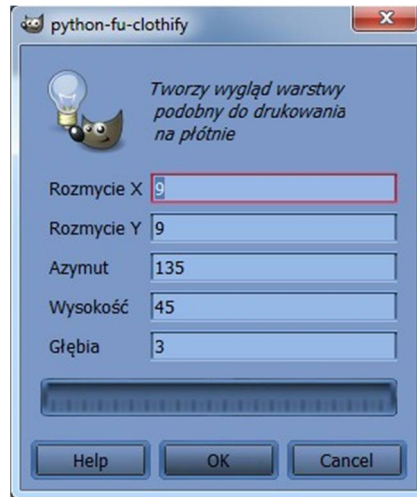 python-fu-clothify
Tworzy wygląd warstwy
podobny do drukowania
na płótnie
Rozmycie X 9
Rozmycie Y 9
Azymut 135
Wysokość 45
Głębia 3
Help OK Cancel